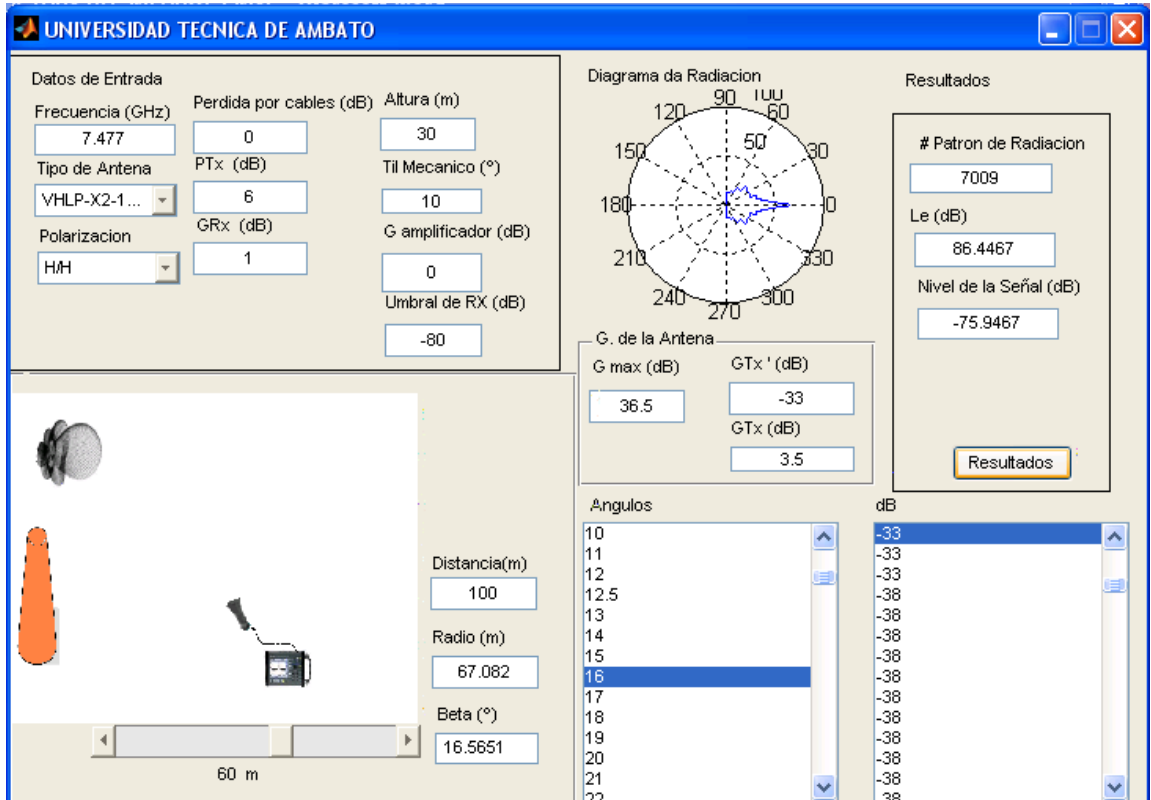 UNIVERSIDAD TECNICA DE AMBATO
Datos de Entrada
Frecuencia (GHz)
7.477
Tipo de Antena
VHLP-X2-1...
Polarizacion
H/H
Perdida por cables (dB)
0
PTx (dB)
6
GRx (dB)
1
Altura (m)
30
Til Mecanico (º)
10
G amplificador (dB)
0
Umbral de RX (dB)
-80
Diagrama da Radiacion
90
100
120
60
50
150
30
180
0
210
330
240
300
270
G. de la Antena
G max (dB)
36.5
GTx ' (dB)
-33
GTx (dB)
3.5
Resultados
# Patron de Radiacion
7009
Le (dB)
86.4467
Nivel de la Señal (dB)
-75.9467
Resultados
60 m
Distancia(m)
100
Radio (m)
67.082
Beta (º)
16.5651
Angulos
10
11
12
12.5
13
14
15
16
17
18
19
20
21
22
dB
-33
-33
-33
-38
-38
-38
-38
-38
-38
-38
-38
-38
-38
-38